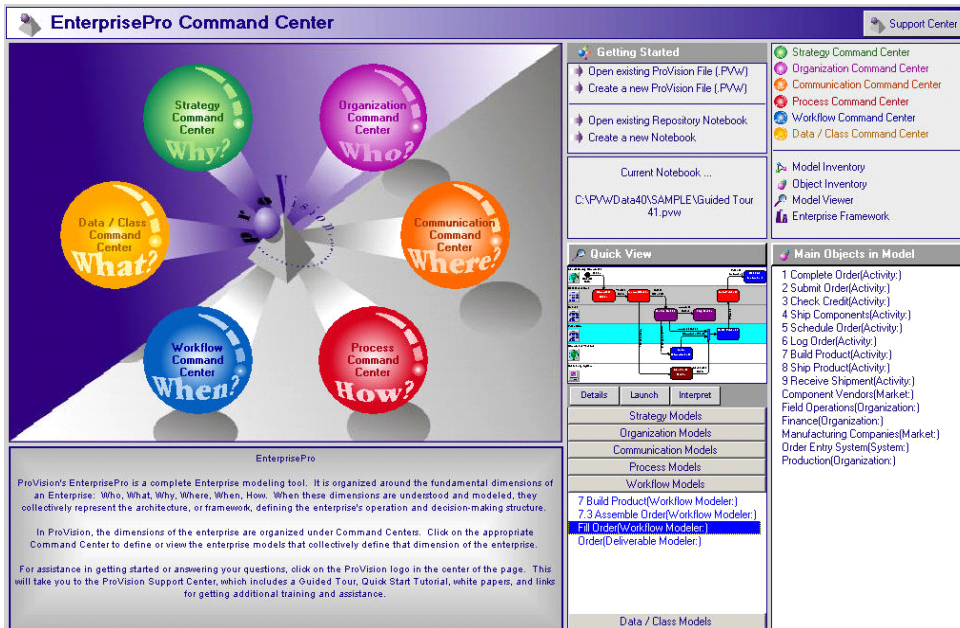 EnterprisePro Command Center
Support Center
Strategy
Command
Center
Why?
Organization
Command
Center
Who?
Data / Class
Command
Center
What?
Communication
Command
Center
Where?
Workflow
Command
Center
When?
Process
Command
Center
How?
ProVision
EnterprisePro
ProVision's EnterprisePro is a complete Enterprise modeling tool. It is organized around the fundamental dimensions of
an Enterprise: Who, What, Why, Where, When, How. When these dimensions are understood and modeled, they
collectively represent the architecture, or framework, defining the enterprise's operation and decision-making structure.
In ProVision, the dimensions of the enterprise are organized under Command Centers. Click on the appropriate
Command Center to define or view the enterprise models that collectively define that dimension of the enterprise.
For assistance in getting started or answering your questions, click on the ProVision logo in the center of the page. This
will take you to the ProVision Support Center, which includes a Guided Tour, Quick Start Tutorial, white papers, and links
for getting additional training and assistance.
Getting Started
Open existing ProVision File (.PVW)
Create a new ProVision File (.PVW)
Open existing Repository Notebook
Create a new Notebook
Current Notebook ...
C:\PVWData40\SAMPLE\Guided Tour
41.pvw
Quick View
Details
Launch
Interpret
Strategy Models
Organization Models
Communication Models
Process Models
Workflow Models
7 Build Product(Workflow Modeler:)
7.3 Assemble Order(Workflow Modeler:)
Fill Order(Workflow Modeler:)
Order(Deliverable Modeler:)
Data / Class Models
Strategy Command Center
Organization Command Center
Communication Command Center
Process Command Center
Workflow Command Center
Data / Class Command Center
Model Inventory
Object Inventory
Model Viewer
Enterprise Framework
Main Objects in Model
1 Complete Order(Activity:)
2 Submit Order(Activity:)
3 Check Credit(Activity:)
4 Ship Components(Activity:)
5 Schedule Order(Activity:)
6 Log Order(Activity:)
7 Build Product(Activity:)
8 Ship Product(Activity:)
9 Receive Shipment(Activity:)
Component Vendors(Market:)
Field Operations(Organization:)
Finance(Organization:)
Manufacturing Companies(Market:)
Order Entry System(System:)
Production(Organization:)